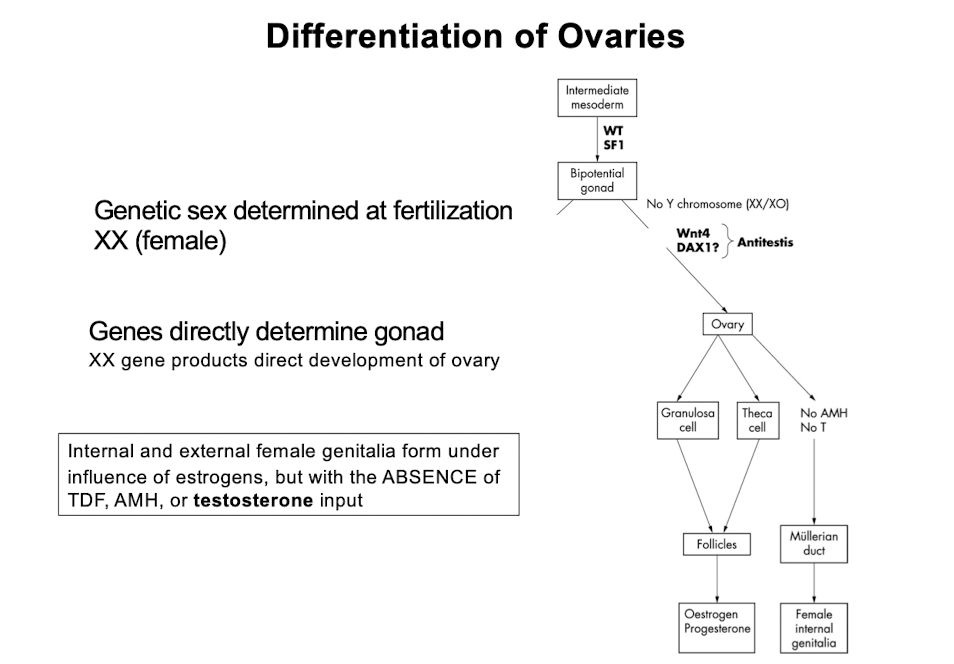 Differentiation of Ovaries
Intermediate
mesoderm
WT
SF1
Bipotential
gonad
No Y chromosome (XX/XO)
Wnt4
DAX1?
Antitestis
Genetic sex determined at fertilization
XX (female)
Genes directly determine gonad
XX gene products direct development of ovary
Internal and external female genitalia form under
influence of estrogens, but with the ABSENCE of
TDF, AMH, or testosterone input
Ovary
Granulosa
cell
Theca
cell
No AMH
No T
Follicles
Müllerian
duct
Oestrogen
Progesterone
Female
internal
genitalia